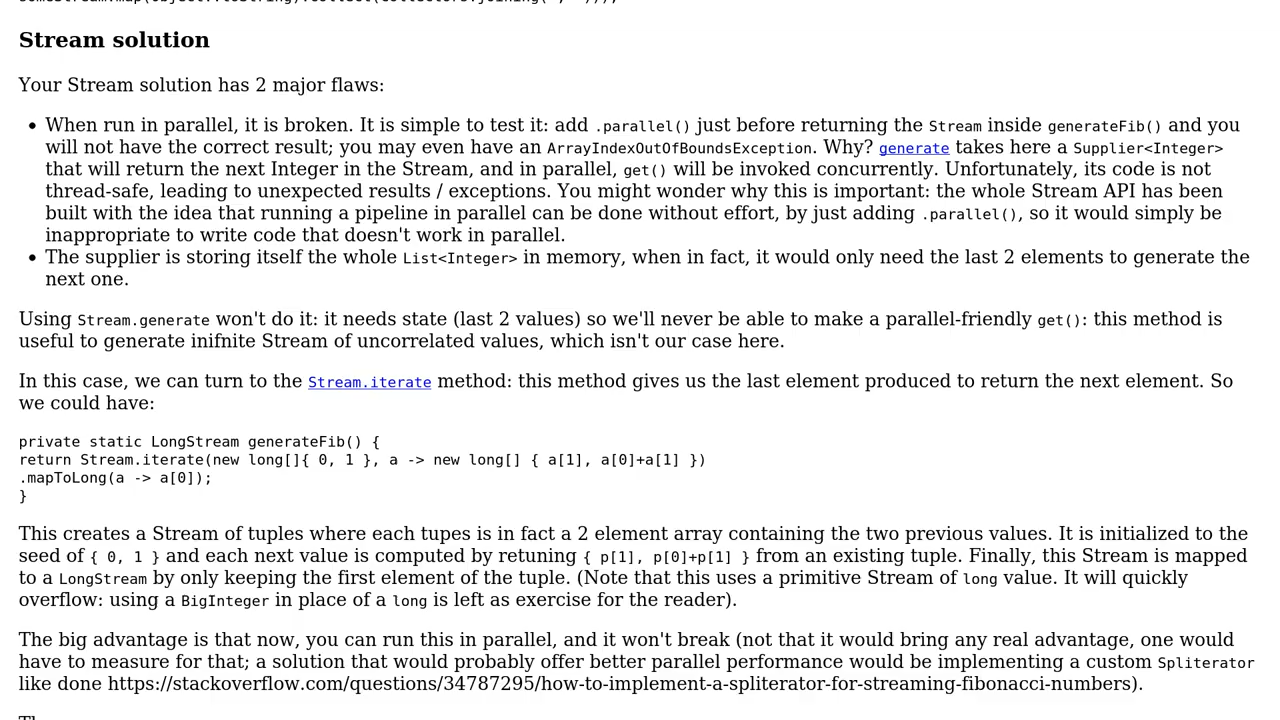 Stream solution
Your Stream solution has 2 major flaws:
• When run in parallel, it is broken. It is simple to test it: add .parallel() just before returning the Stream inside generateFib() and you
will not have the correct result; you may even have an ArrayIndexOutOfBoundsException. Why? generate takes here a Supplier<Integer>
that will return the next Integer in the Stream, and in parallel, get() will be invoked concurrently. Unfortunately, its code is not
thread-safe, leading to unexpected results / exceptions. You might wonder why this is important: the whole Stream API has been
built with the idea that running a pipeline in parallel can be done without effort, by just adding .parallel(), so it would simply be
inappropriate to write code that doesn't work in parallel.
• The supplier is storing itself the whole List<Integer> in memory, when in fact, it would only need the last 2 elements to generate the
next one.
Using Stream.generate won't do it: it needs state (last 2 values) so we'll never be able to make a parallel-friendly get(): this method is
useful to generate inifnite Stream of uncorrelated values, which isn't our case here.
In this case, we can turn to the Stream.iterate method: this method gives us the last element produced to return the next element. So
we could have:
private static LongStream generateFib() {
return Stream.iterate(new long[]{ 0, 1 }, a -> new long[] { a[1], a[0]+a[1] })
.mapToLong(a -> a[0]);
}
This creates a Stream of tuples where each tupes is in fact a 2 element array containing the two previous values. It is initialized to the
seed of { 0, 1 } and each next value is computed by retuning { p[1], p[0]+p[1] } from an existing tuple. Finally, this Stream is mapped
to a LongStream by only keeping the first element of the tuple. (Note that this uses a primitive Stream of long value. It will quickly
overflow: using a BigInteger in place of a long is left as exercise for the reader).
The big advantage is that now, you can run this in parallel, and it won't break (not that it would bring any real advantage, one would
have to measure for that; a solution that would probably offer better parallel performance would be implementing a custom Spliterator
like done https://stackoverflow.com/questions/34787295/how-to-implement-a-spliterator-for-streaming-fibonacci-numbers).